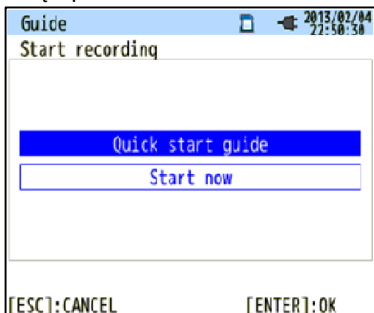 Guide 2013/02/04
22:50:30
Start recording
Quick start guide
Start now
[ESC]:CANCEL [ENTER]:OK